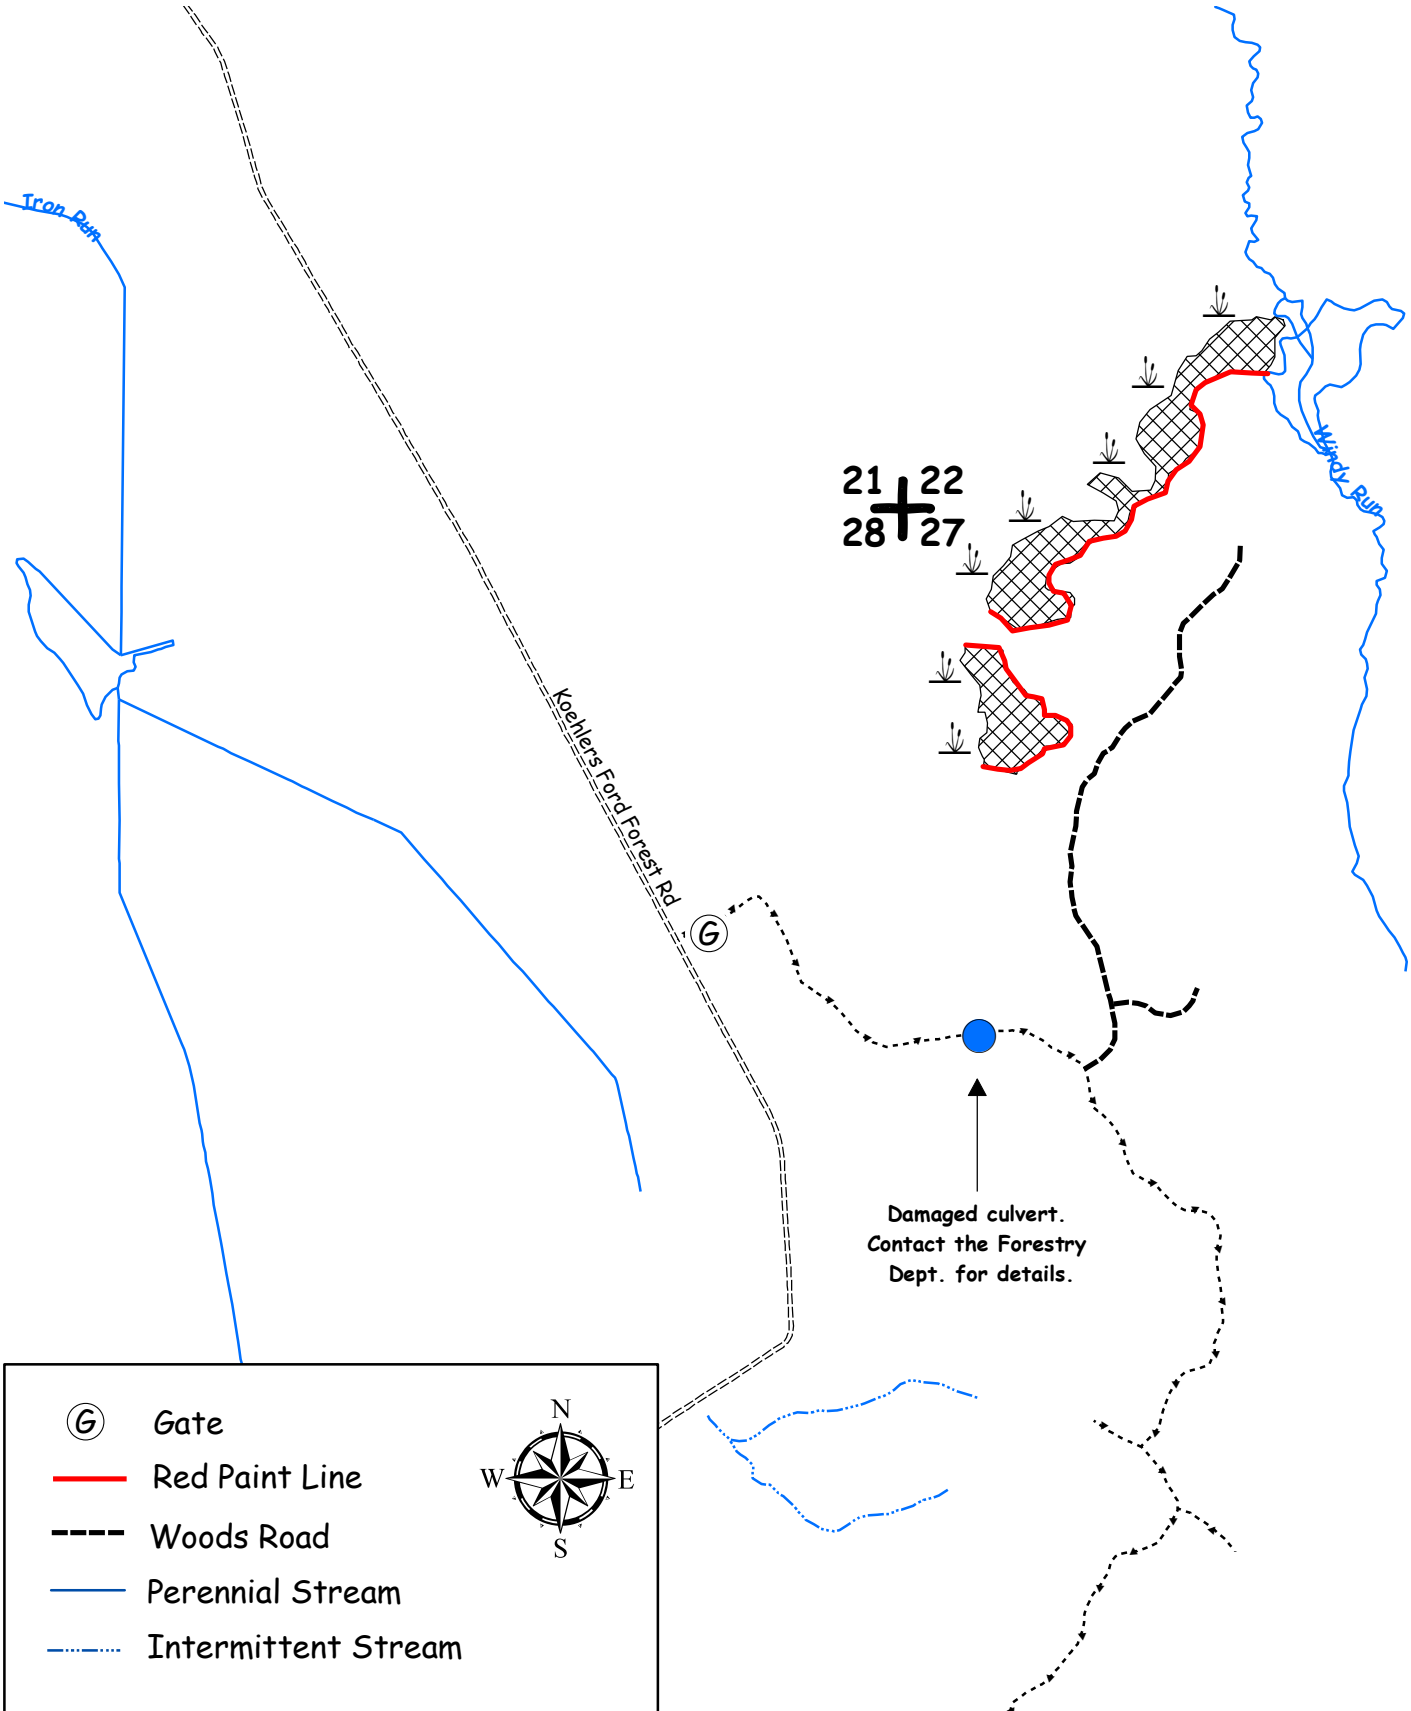 Iron Run
Windy Run
21 22
28 27
Koehlers Ford Forest Rd
G
Damaged culvert.
Contact the Forestry
Dept. for details.
G Gate
Red Paint Line
Woods Road
Perennial Stream
Intermittent Stream
N
W E
S